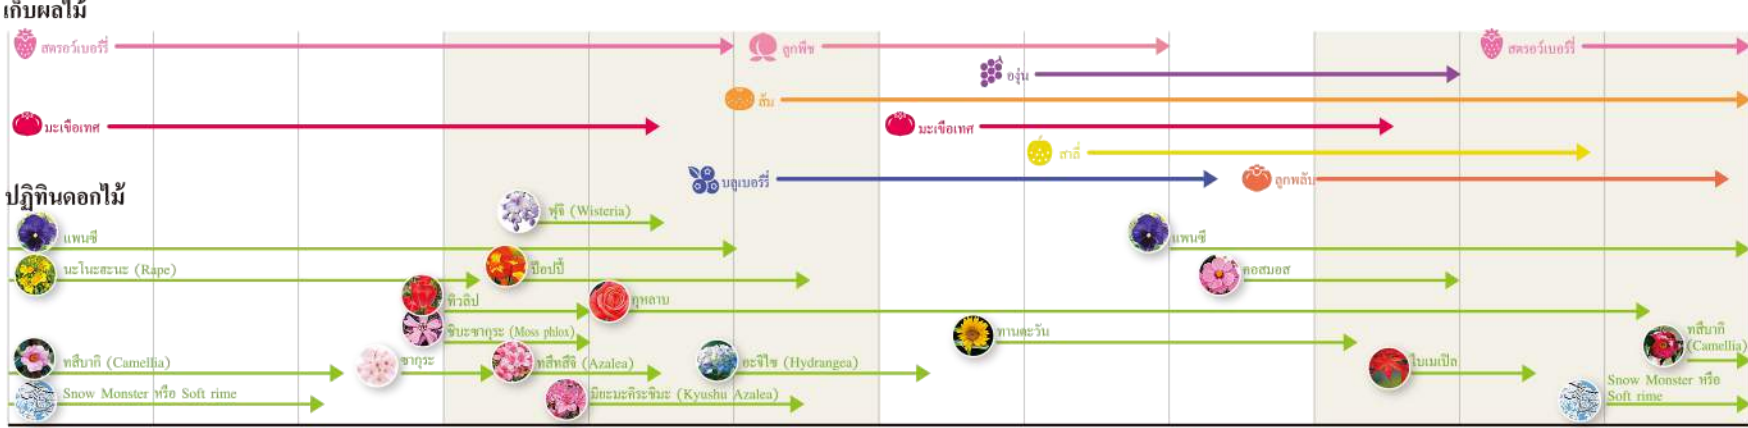 เก็บผลไม้
สตรอว์เบอร์รี่
ลูกพีช
สตรอว์เบอร์รี่
องุ่น
ส้ม
มะเขือเทศ
มะเขือเทศ
สาลี่
บลูเบอร์รี่
ลูกพลับ
ปฏิทินดอกไม้
ฟุจิ (Wisteria)
แพนซี
แพนซี
นะโนะฮะนะ (Rape)
ป๊อปปี้
คอสมอส
ทิวลิป
กุหลาบ
ชิบะซากุระ (Moss phlox)
ทานตะวัน
ทสึบากิ
(Camellia)
ทสึบากิ (Camellia)
ซากุระ
ทสึทสึจิ (Azalea)
อะจิไซ (Hydrangea)
ใบเมเปิล
Snow Monster หรือ Soft rime
มิยะมะคิระชิมะ (Kyushu Azalea)
Snow Monster หรือ
Soft rime